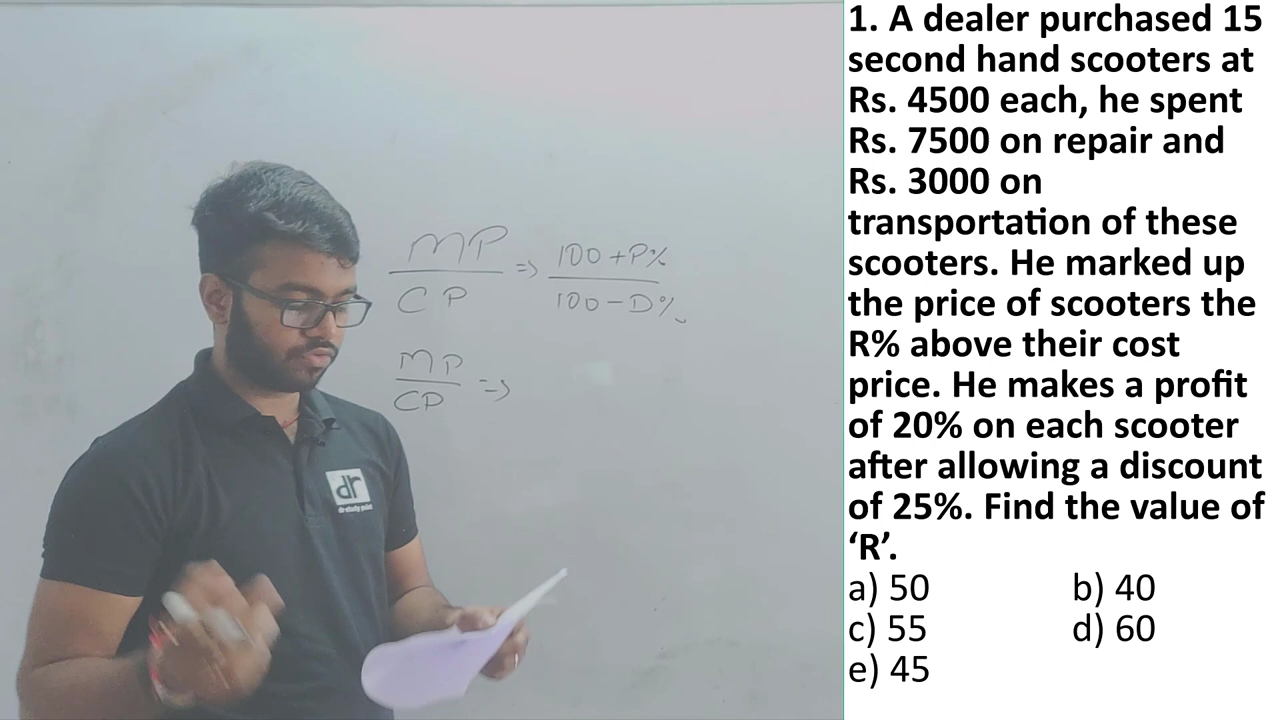 MP => 100 +P%
CP 100 - D%
MP =>
CP
dr
dr study point
1. A dealer purchased 15
second hand scooters at
Rs. 4500 each, he spent
Rs. 7500 on repair and
Rs. 3000 on
transportation of these
scooters. He marked up
the price of scooters the
R% above their cost
price. He makes a profit
of 20% on each scooter
after allowing a discount
of 25%. Find the value of
‘R’.
a) 50 b) 40
c) 55 d) 60
e) 45